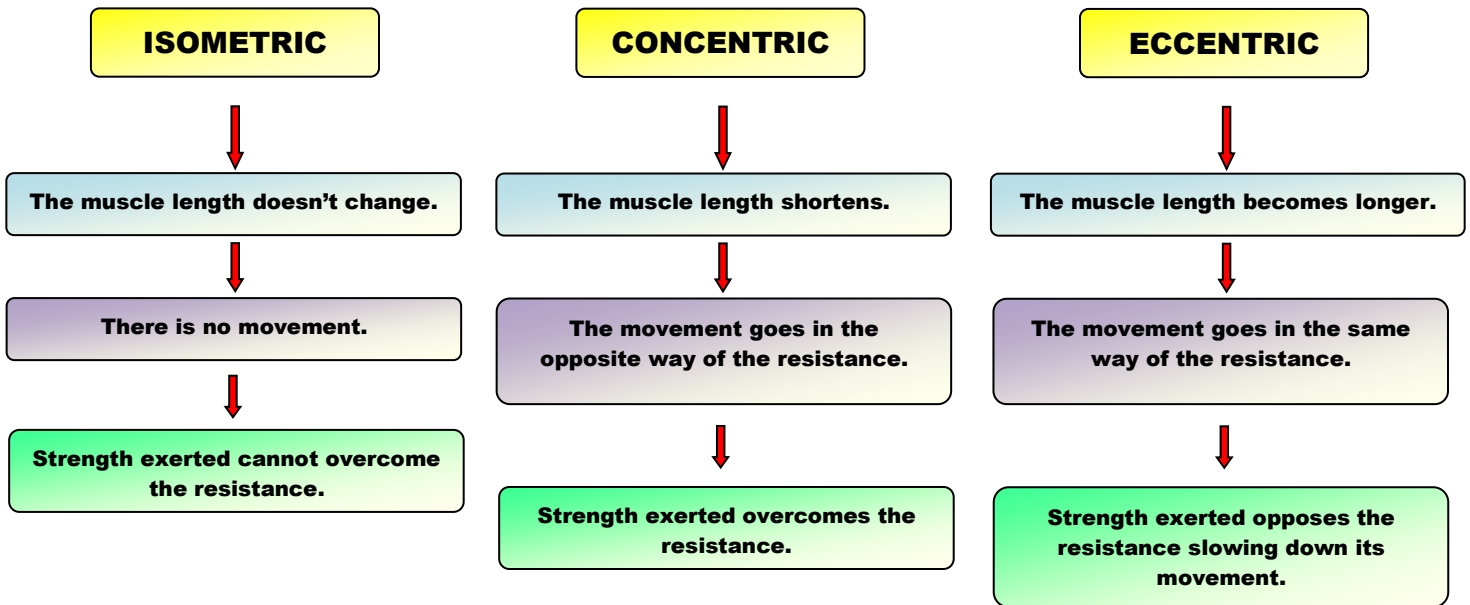 ISOMETRIC
The muscle length doesn’t change.
There is no movement.
Strength exerted cannot overcome
the resistance.
CONCENTRIC
The muscle length shortens.
The movement goes in the
opposite way of the resistance.
Strength exerted overcomes the
resistance.
ECCENTRIC
The muscle length becomes longer.
The movement goes in the same
way of the resistance.
Strength exerted opposes the
resistance slowing down its
movement.